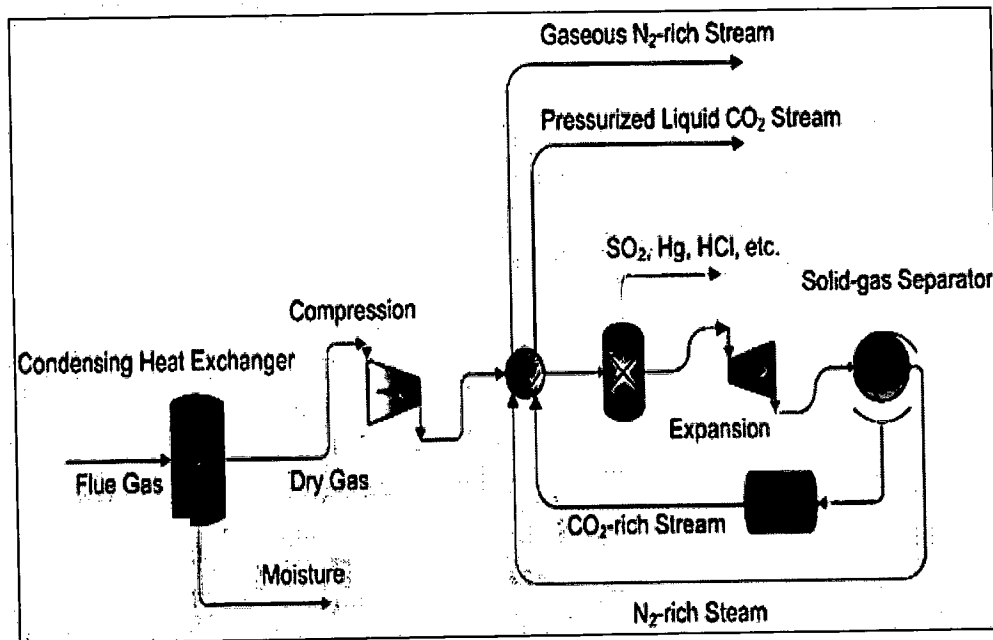 Gaseous N₂-rich Stream
Pressurized Liquid CO₂ Stream
SO₂, Hg, HCl, etc.
Solid-gas Separator
Compression
Condensing Heat Exchanger
Expansion
Flue Gas
Dry Gas
CO₂-rich Stream
Moisture
N₂-rich Steam